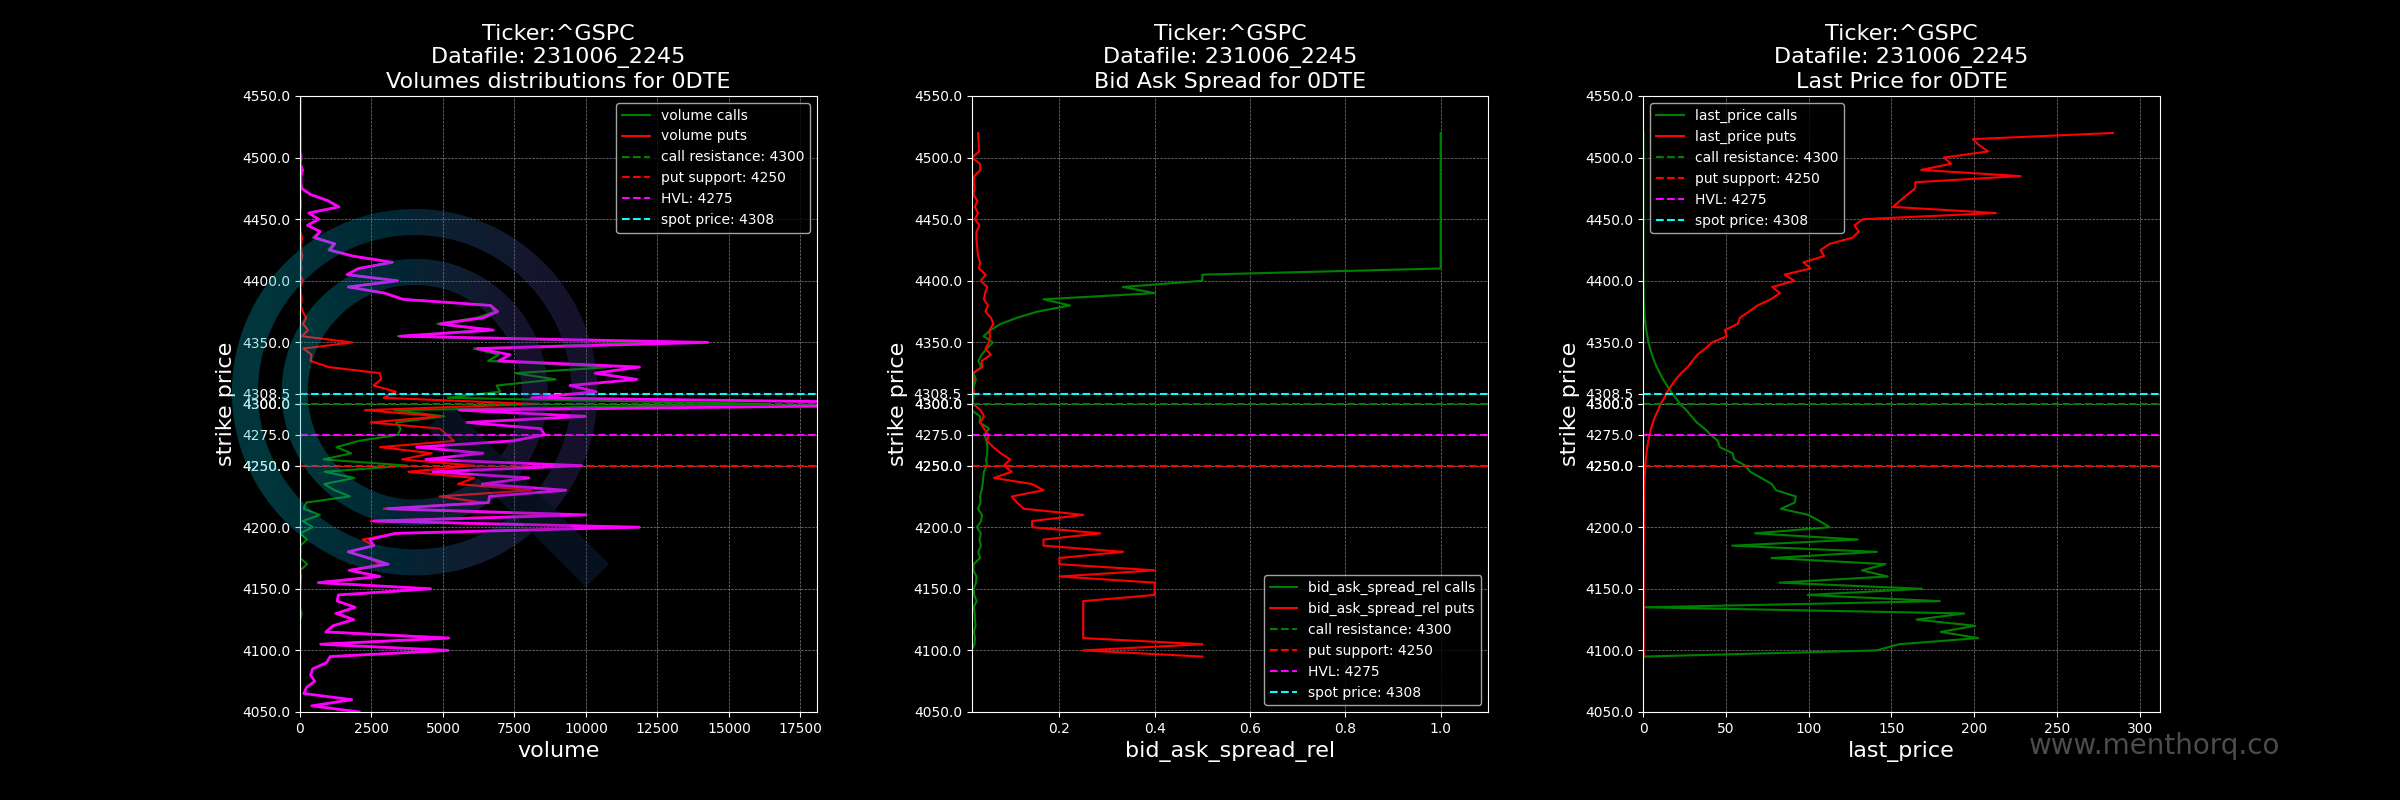 Ticker:^GSPC
Datafile: 231006_2245
Volumes distributions for 0DTE
4550.0
4500.0
4450.0
4400.0
4350.0
4308.5
4300.0
4275.0
4250.0
4200.0
4150.0
4100.0
4050.0
strike price
volume calls
volume puts
call resistance: 4300
put support: 4250
HVL: 4275
spot price: 4308
0 2500 5000 7500 10000 12500 15000 17500
volume
Ticker:^GSPC
Datafile: 231006_2245
Bid Ask Spread for 0DTE
4550.0
4500.0
4450.0
4400.0
4350.0
4308.5
4300.0
4275.0
4250.0
4200.0
4150.0
4100.0
4050.0
strike price
bid_ask_spread_rel calls
bid_ask_spread_rel puts
call resistance: 4300
put support: 4250
HVL: 4275
spot price: 4308
0.2 0.4 0.6 0.8 1.0
bid_ask_spread_rel
Ticker:^GSPC
Datafile: 231006_2245
Last Price for 0DTE
4550.0
4500.0
4450.0
4400.0
4350.0
4308.5
4300.0
4275.0
4250.0
4200.0
4150.0
4100.0
4050.0
strike price
last_price calls
last_price puts
call resistance: 4300
put support: 4250
HVL: 4275
spot price: 4308
0 50 100 150 200 250 300
last_price
www.menthorq.co